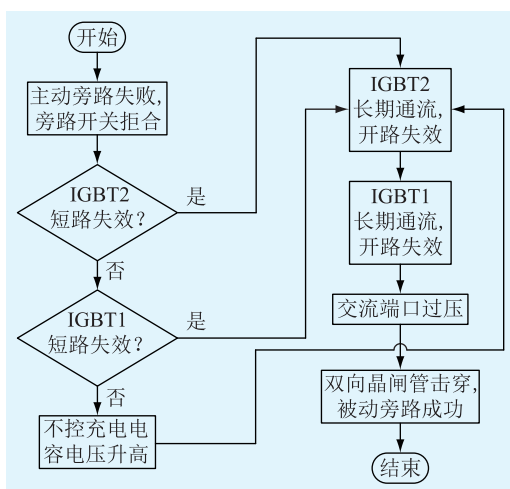 开始
主动旁路失败,
旁路开关拒合
IGBT2
短路失效?
是
否
IGBT1
短路失效?
是
否
不控充电电
容电压升高
IGBT2
长期通流,
开路失效
IGBT1
长期通流,
开路失效
交流端口过压
双向晶闸管击穿,
被动旁路成功
结束